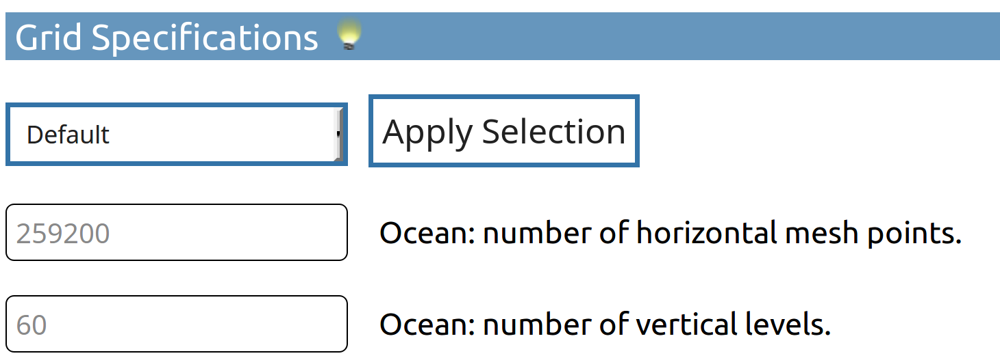 Grid Specifications
Default
Apply Selection
259200
Ocean: number of horizontal mesh points.
60
Ocean: number of vertical levels.